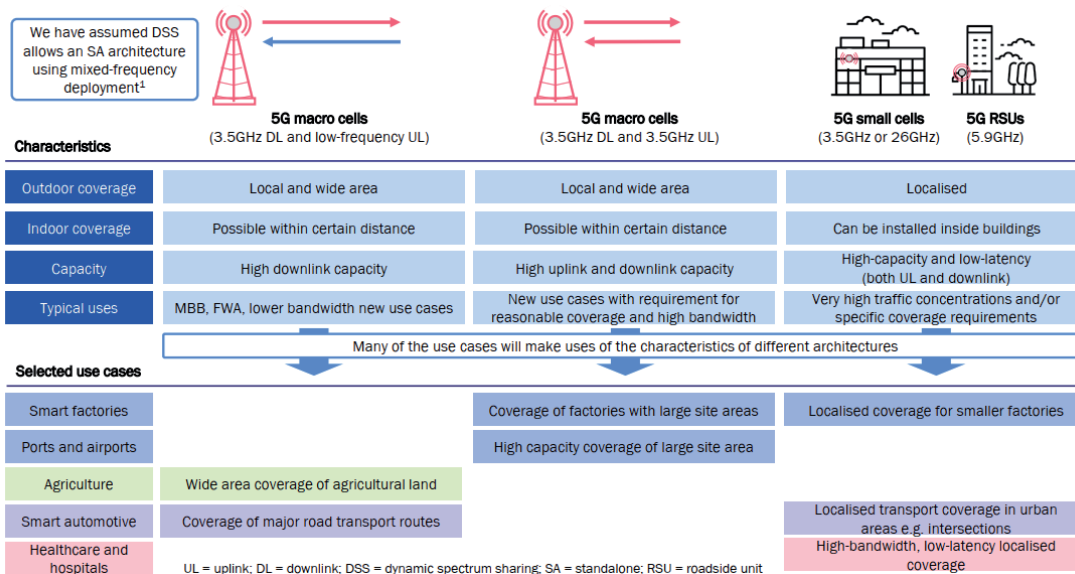 We have assumed DSS
allows an SA architecture
using mixed-frequency
deployment¹
5G macro cells
(3.5GHz DL and low-frequency UL)
5G macro cells
(3.5GHz DL and 3.5GHz UL)
5G small cells
(3.5GHz or 26GHz)
5G RSUs
(5.9GHz)
Characteristics
Outdoor coverage
Local and wide area
Local and wide area
Localised
Indoor coverage
Possible within certain distance
Possible within certain distance
Can be installed inside buildings
Capacity
High downlink capacity
High uplink and downlink capacity
High-capacity and low-latency
(both UL and downlink)
Typical uses
MBB, FWA, lower bandwidth new use cases
New use cases with requirement for
reasonable coverage and high bandwidth
Very high traffic concentrations and/or
specific coverage requirements
Many of the use cases will make uses of the characteristics of different architectures
Selected use cases
Smart factories
Coverage of factories with large site areas
Localised coverage for smaller factories
Ports and airports
High capacity coverage of large site area
Agriculture
Wide area coverage of agricultural land
Smart automotive
Coverage of major road transport routes
Localised transport coverage in urban
areas e.g. intersections
Healthcare and
hospitals
High-bandwidth, low-latency localised
coverage
UL = uplink; DL = downlink; DSS = dynamic spectrum sharing; SA = standalone; RSU = roadside unit